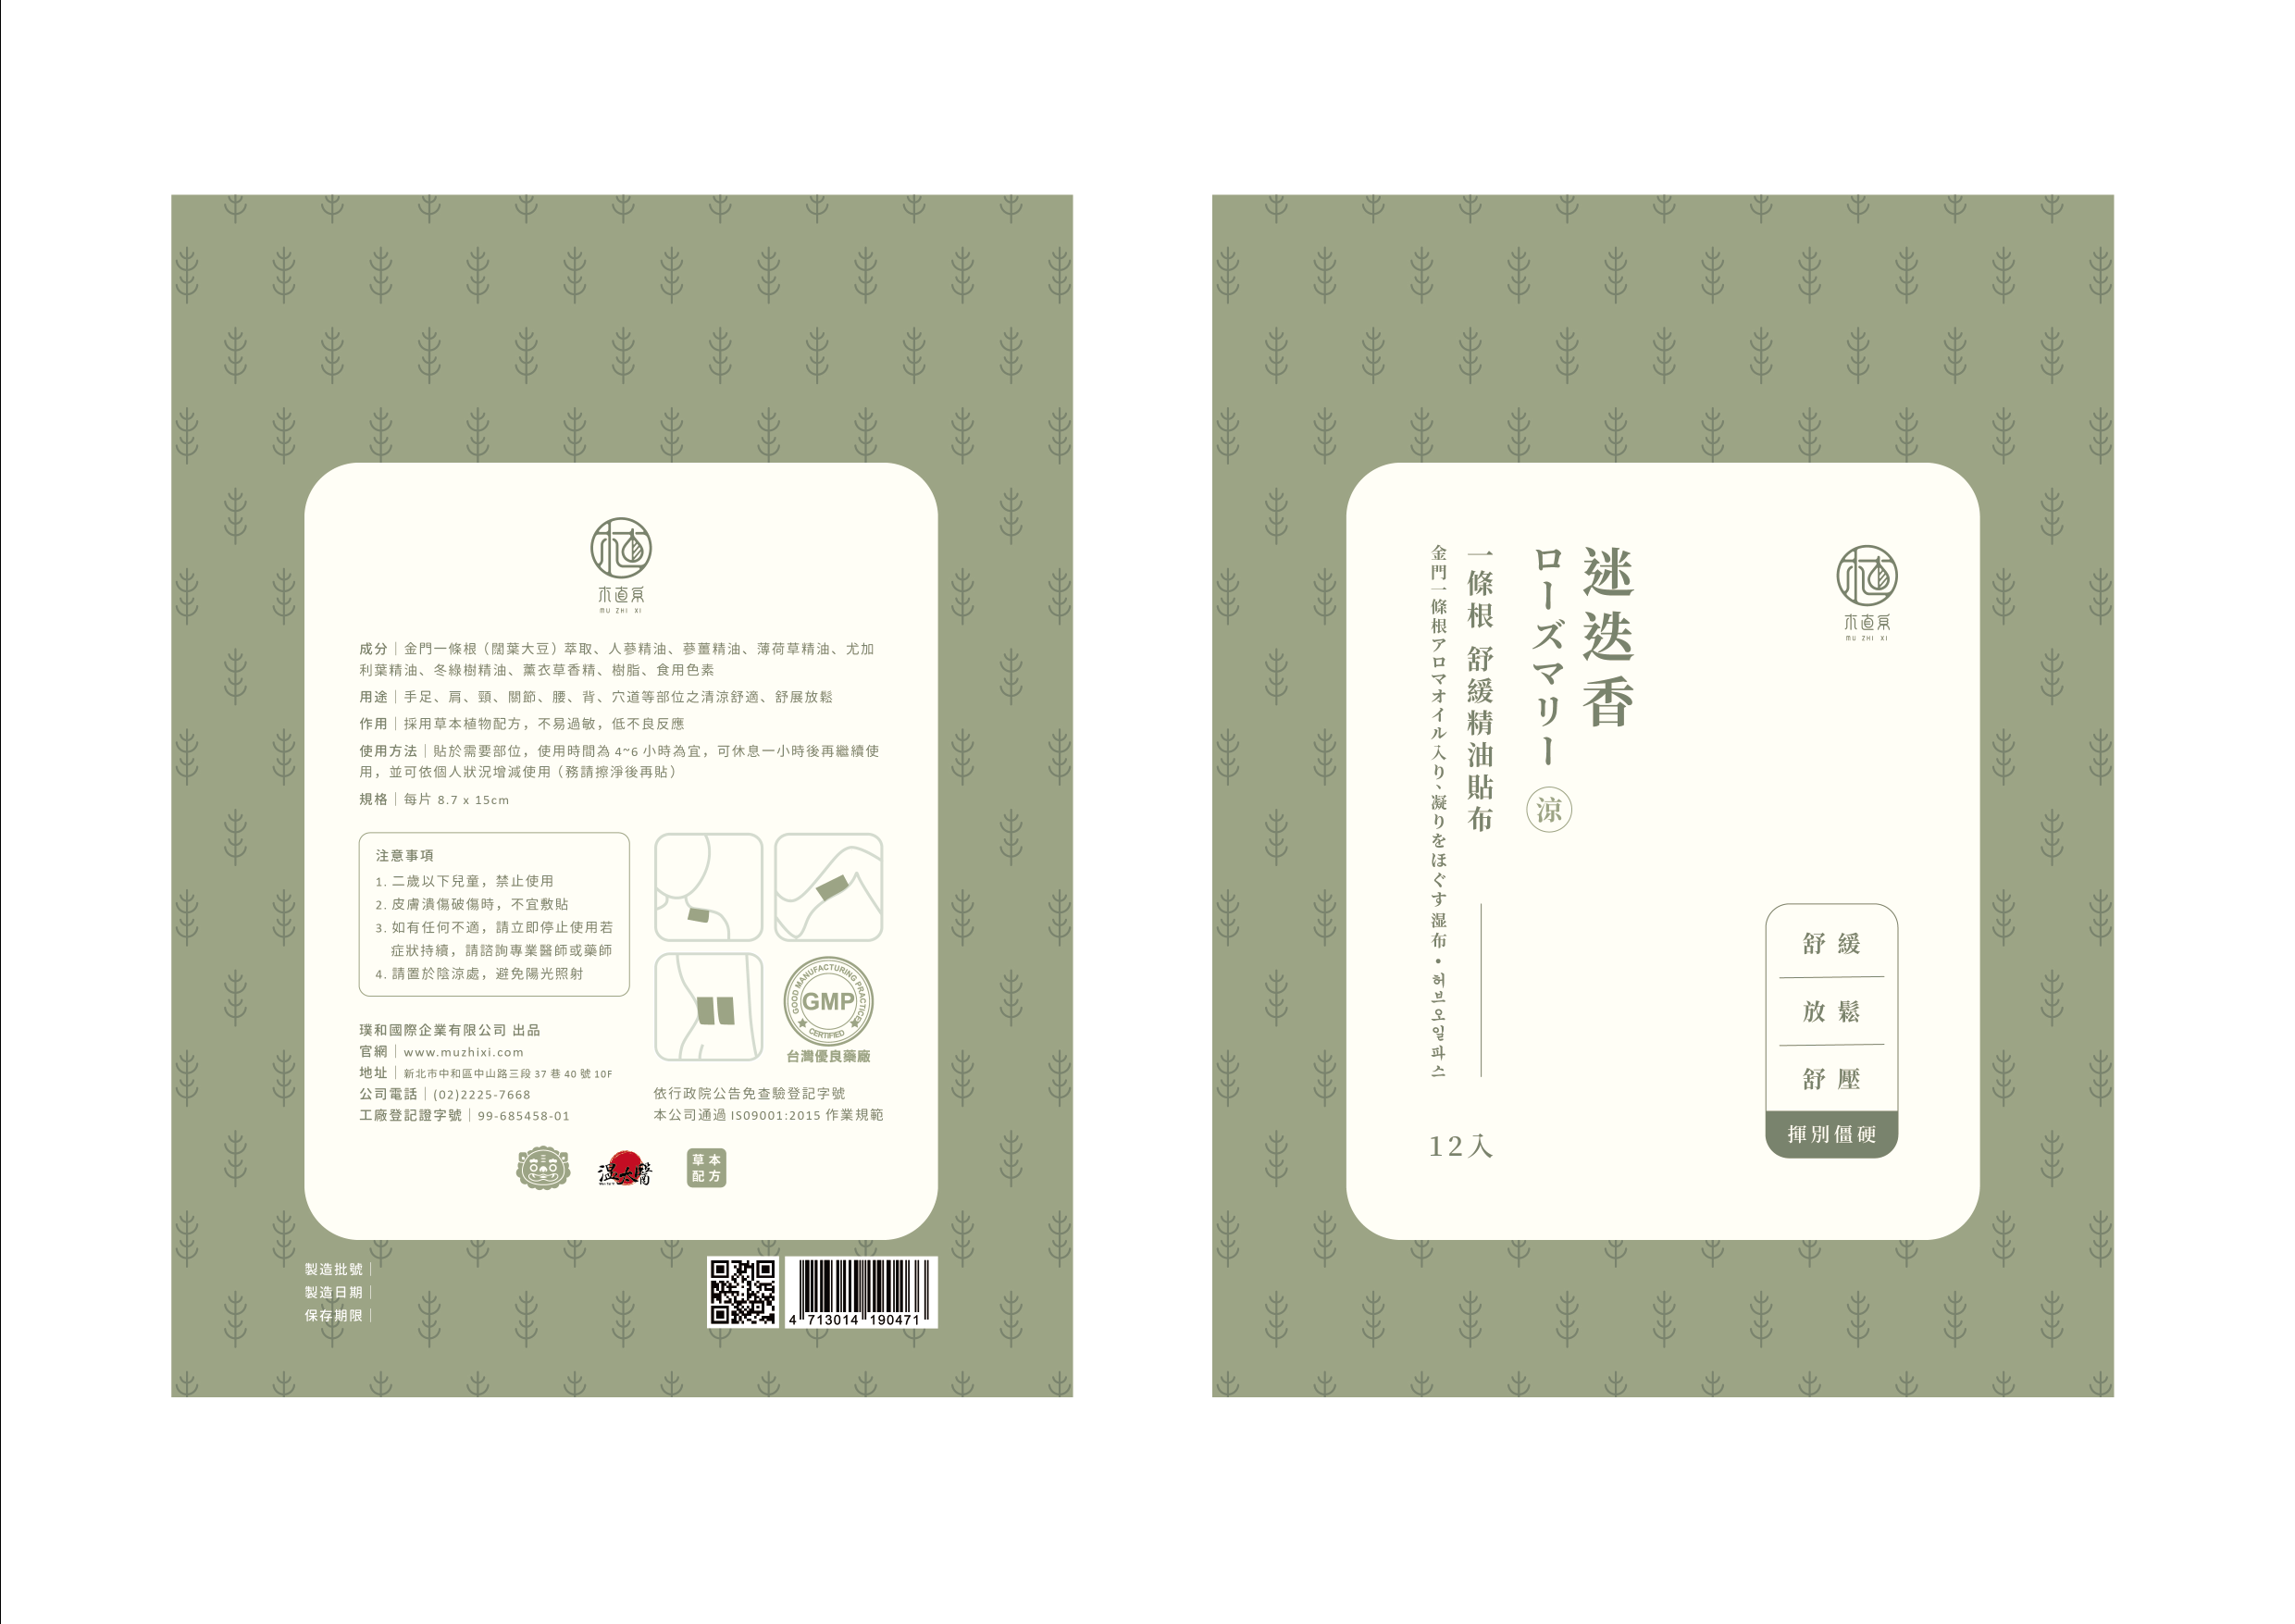 木直系
MU ZHI XI
成分｜金門一條根（闊葉大豆）萃取、人蔘精油、蔘薑精油、薄荷草精油、尤加
利葉精油、冬綠樹精油、薰衣草香精、樹脂、食用色素
用途｜手足、肩、頸、關節、腰、背、穴道等部位之清涼舒適、舒展放鬆
作用｜採用草本植物配方，不易過敏，低不良反應
使用方法｜貼於需要部位，使用時間為 4~6 小時為宜，可休息一小時後再繼續使
用，並可依個人狀況增減使用（務請擦淨後再貼）
規格｜每片 8.7 x 15cm
注意事項
1. 二歲以下兒童，禁止使用
2. 皮膚潰傷破傷時，不宜敷貼
3. 如有任何不適，請立即停止使用若
症狀持續，請諮詢專業醫師或藥師
4. 請置於陰涼處，避免陽光照射
GOOD MANUFACTURING PRACTICES
GMP
CERTIFIED
台灣優良藥廠
璞和國際企業有限公司 出品
官網｜www.muzhixi.com
地址｜新北市中和區中山路三段 37 巷 40 號 10F
公司電話｜(02)2225-7668
工廠登記證字號｜99-685458-01
依行政院公告免查驗登記字號
本公司通過 ISO9001:2015 作業規範
溫太醫
草本
配方
製造批號｜
製造日期｜
保存期限｜
4 713014 190471
木直系
MU ZHI XI
迷迭香
ローズマリー 涼
一條根 舒緩精油貼布
金門一條根アロマオイル入り、凝りをほぐす湿布・허브오일파스
12入
舒緩
放鬆
舒壓
揮別僵硬